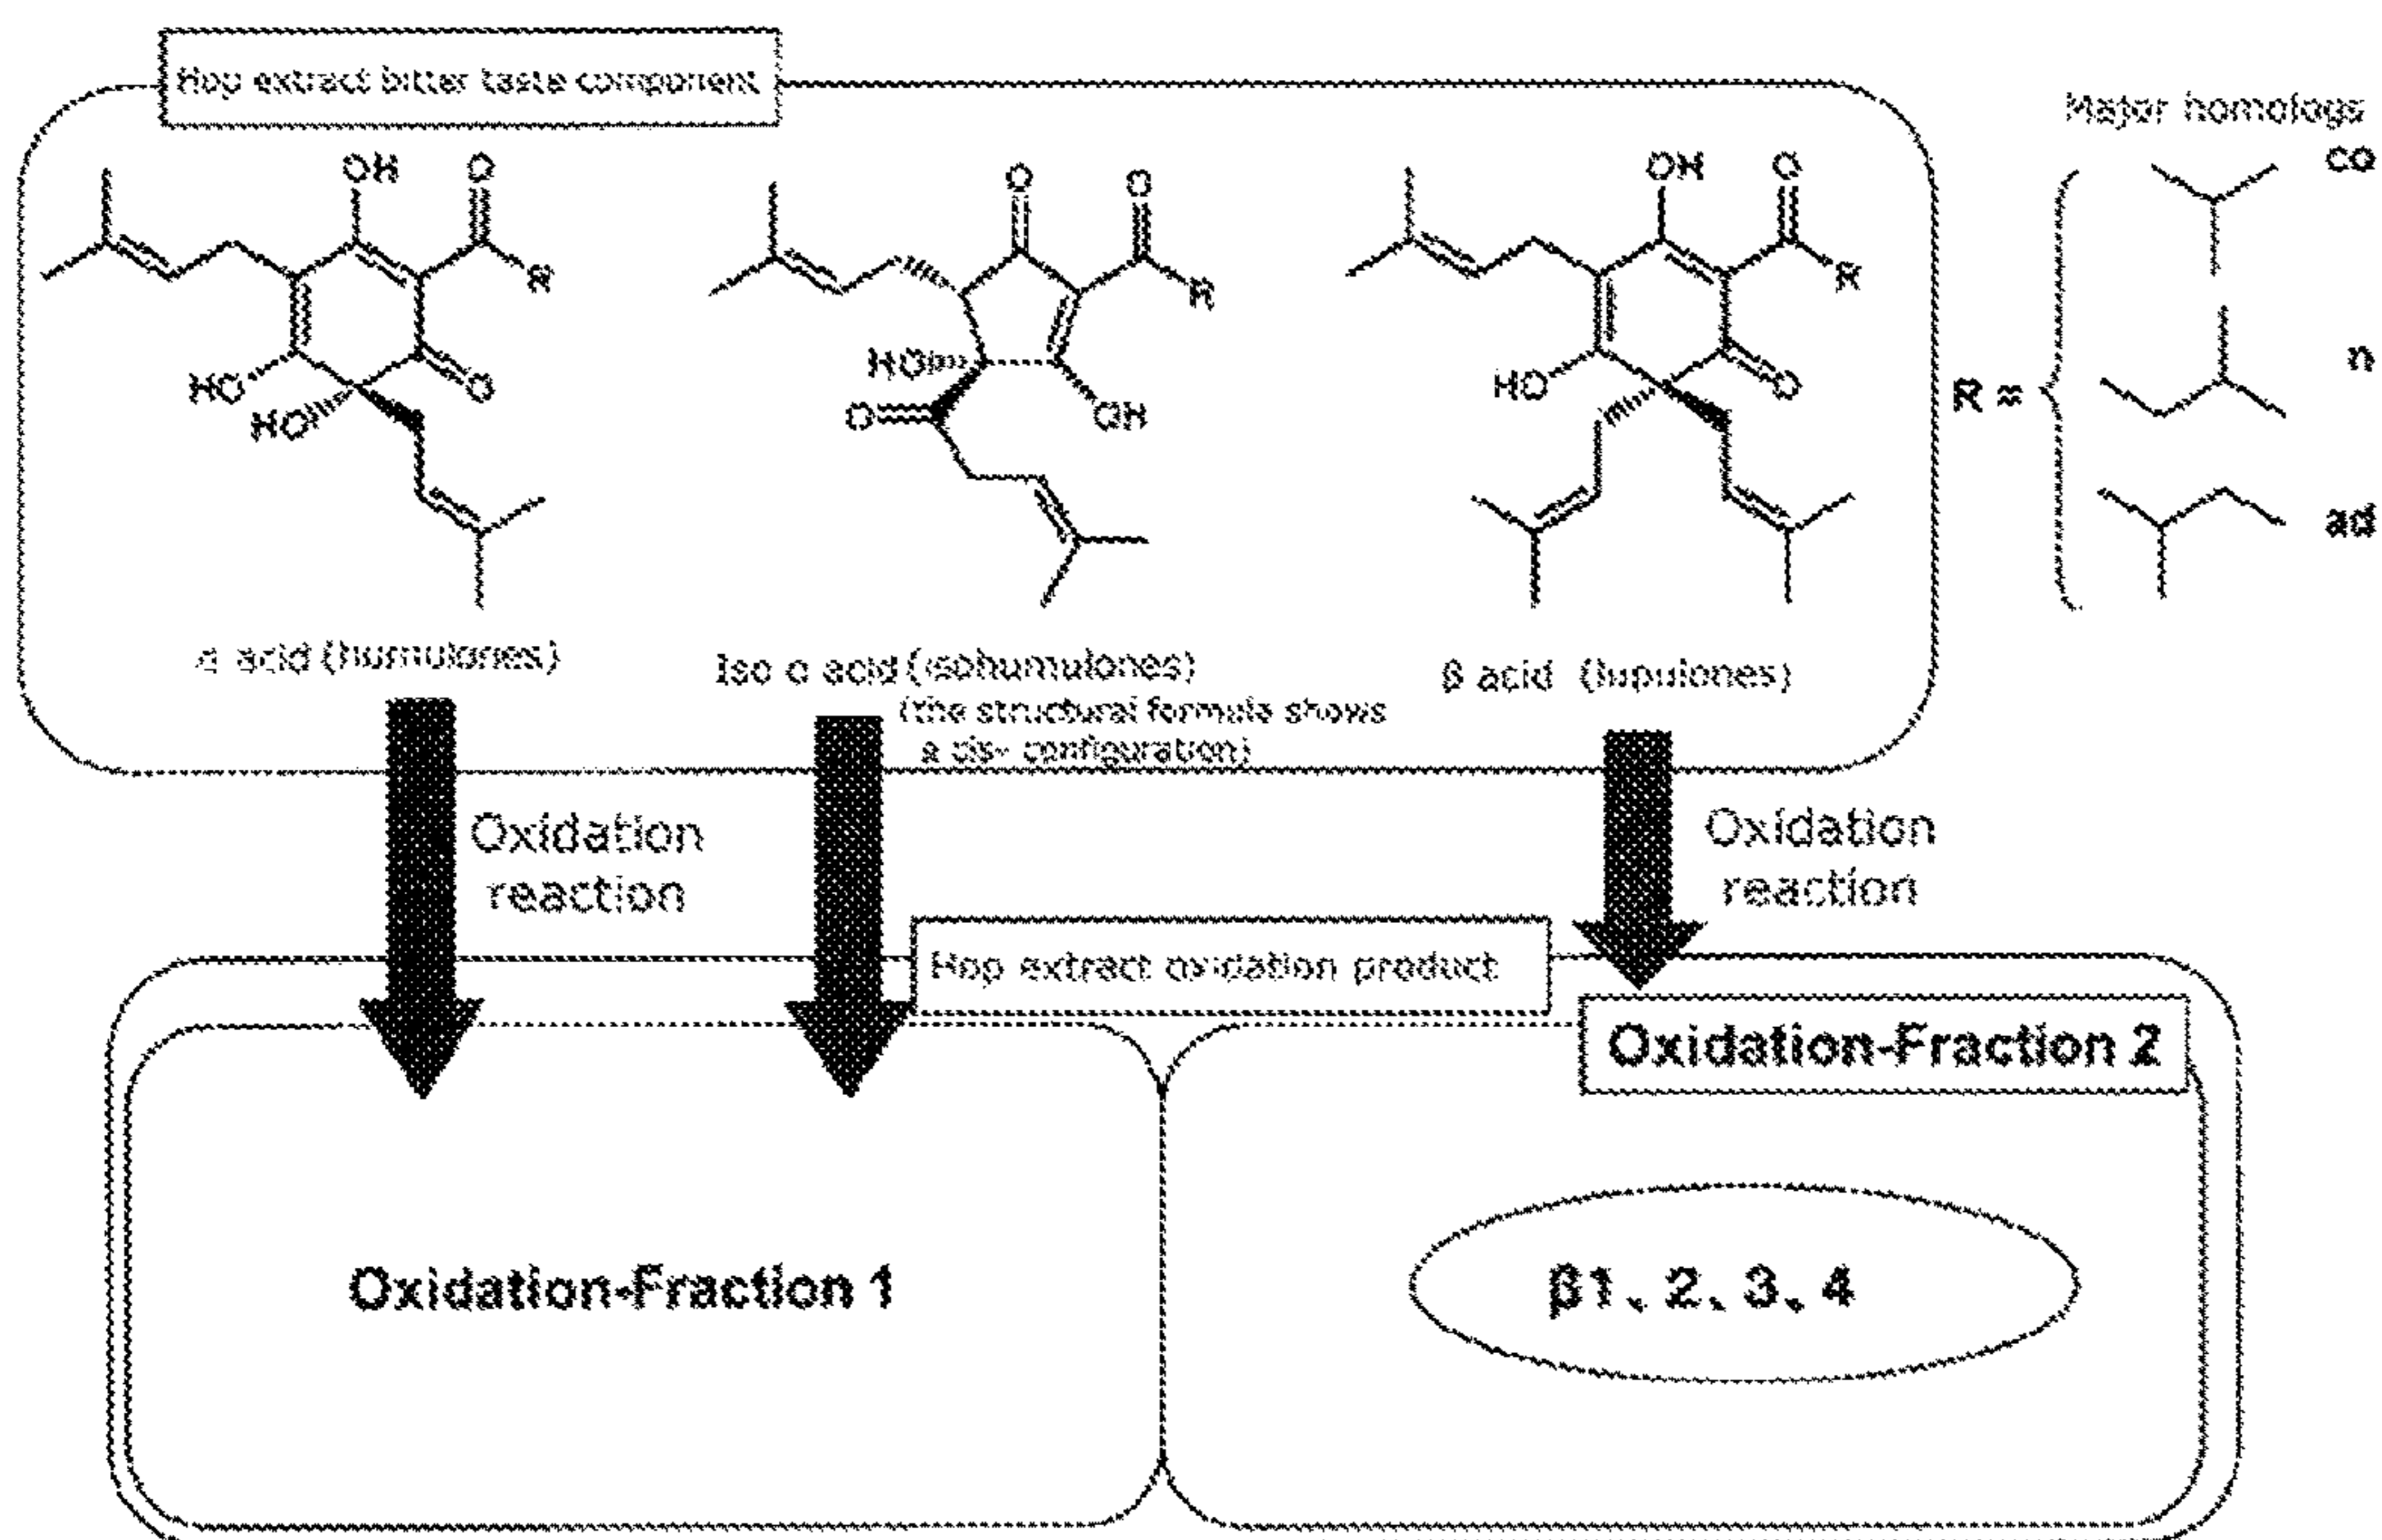 Hop extract bitter taste component
Major homologs
OH O
R
HO
HO
O
O O
R
HO
O
OH
OH O
R
HO
O
R =
co
n
ad
α acid (humulones)
Iso α acid (isohumulones)
(the structural formula shows
a cis- configuration)
β acid (lupulones)
Oxidation
reaction
Oxidation
reaction
Hop extract oxidation product
Oxidation-Fraction 2
Oxidation-Fraction 1
β1、2、3、4